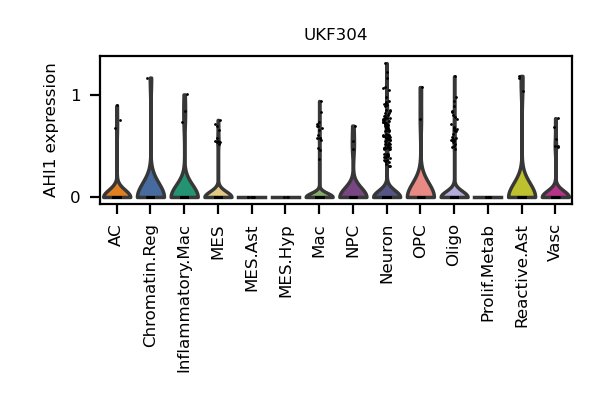 UKF304
AHI1 expression
1
0
AC
Chromatin.Reg
Inflammatory.Mac
MES
MES.Ast
MES.Hyp
Mac
NPC
Neuron
OPC
Oligo
Prolif.Metab
Reactive.Ast
Vasc